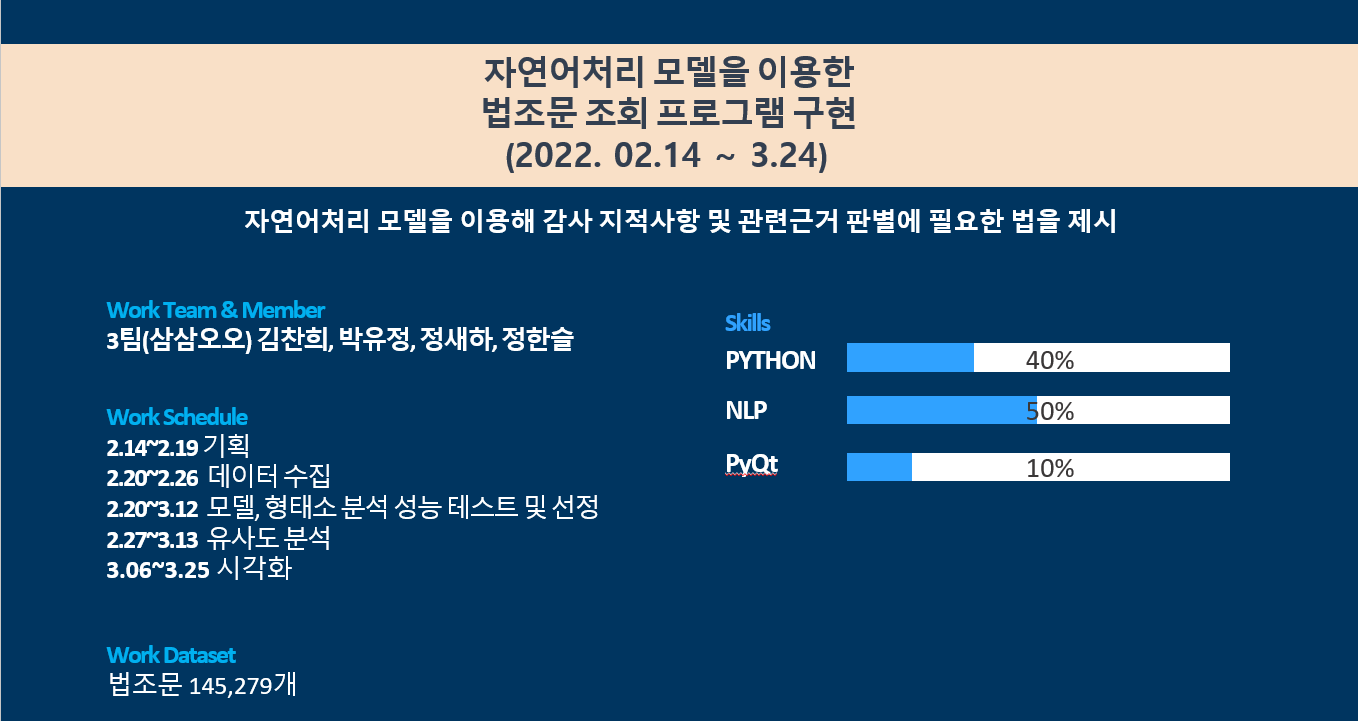 자연어처리 모델을 이용한
법조문 조회 프로그램 구현
(2022. 02.14 ~ 3.24)
자연어처리 모델을 이용해 감사 지적사항 및 관련근거 판별에 필요한 법을 제시
Work Team & Member
3팀(삼삼오오) 김찬희, 박유정, 정새하, 정한슬
Work Schedule
2.14~2.19 기획
2.20~2.26 데이터 수집
2.20~3.12 모델, 형태소 분석 성능 테스트 및 선정
2.27~3.13 유사도 분석
3.06~3.25 시각화
Work Dataset
법조문 145,279개
Skills
PYTHON 40%
NLP 50%
PyQt 10%